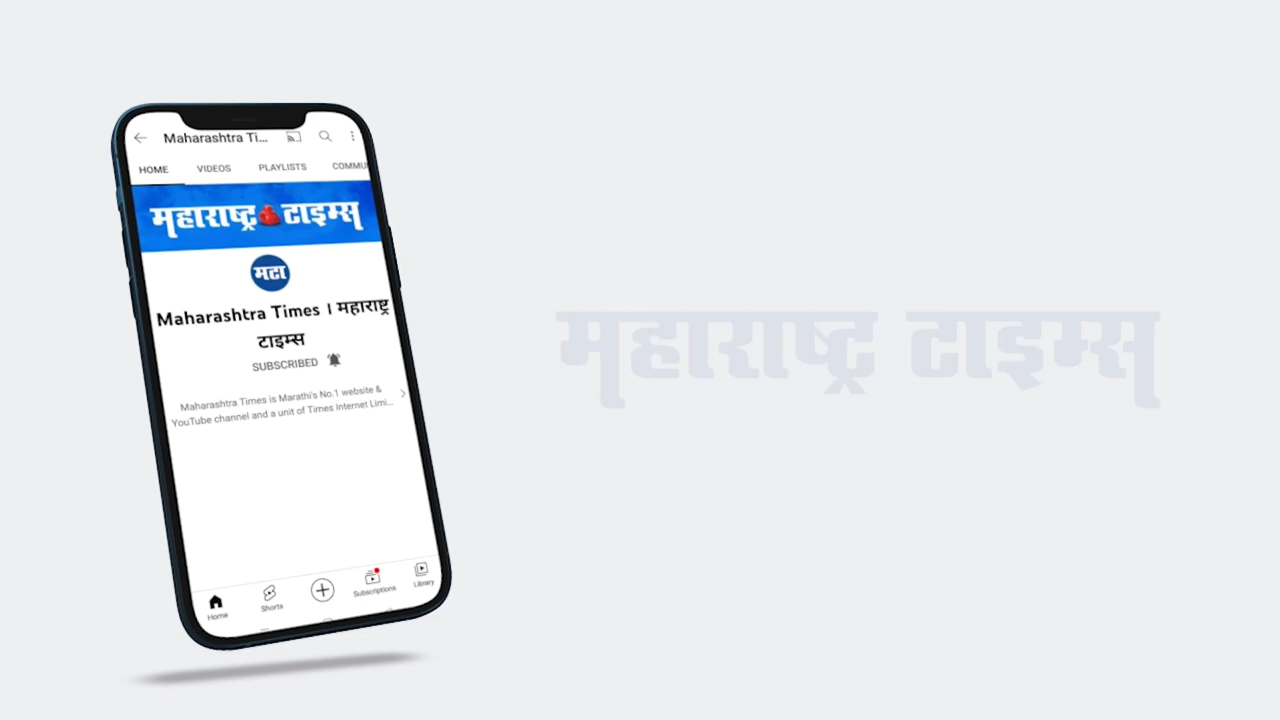 Maharashtra Ti...
HOME VIDEOS PLAYLISTS COMMU
महाराष्ट्र टाइम्स
मटा
Maharashtra Times । महाराष्ट्र
टाइम्स
SUBSCRIBED
Maharashtra Times is Marathi's No.1 website &
YouTube channel and a unit of Times Internet Limi...
Home Shorts Subscriptions Library
महाराष्ट्र टाइम्स